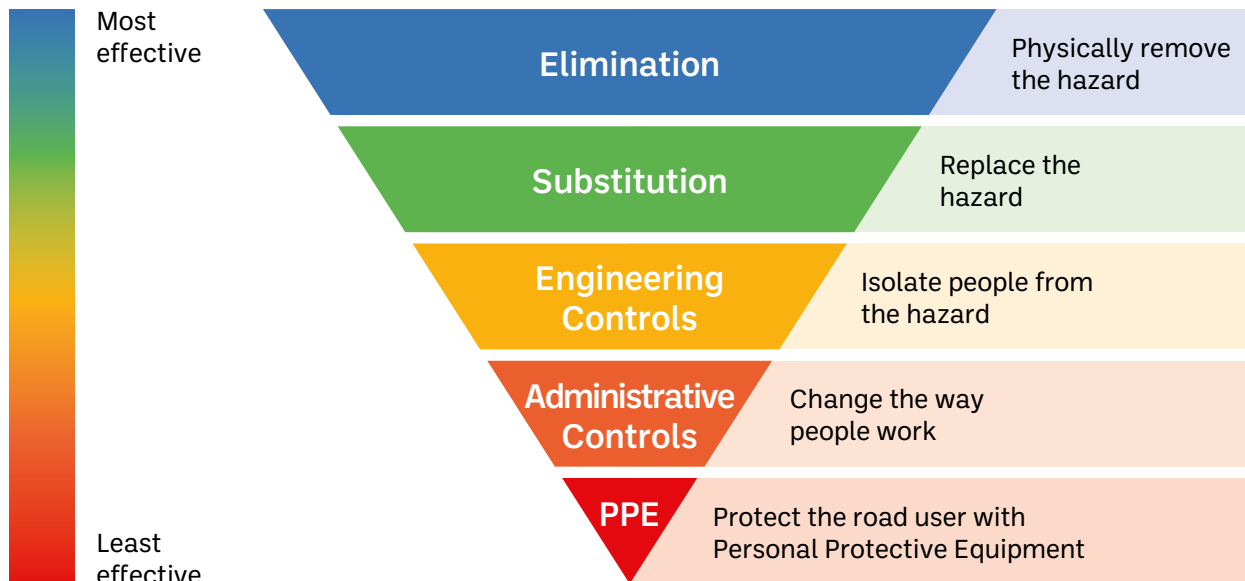 Most
effective
Elimination
Physically remove
the hazard
Substitution
Replace the
hazard
Engineering
Controls
Isolate people from
the hazard
Administrative
Controls
Change the way
people work
PPE
Protect the road user with
Personal Protective Equipment
Least
effective